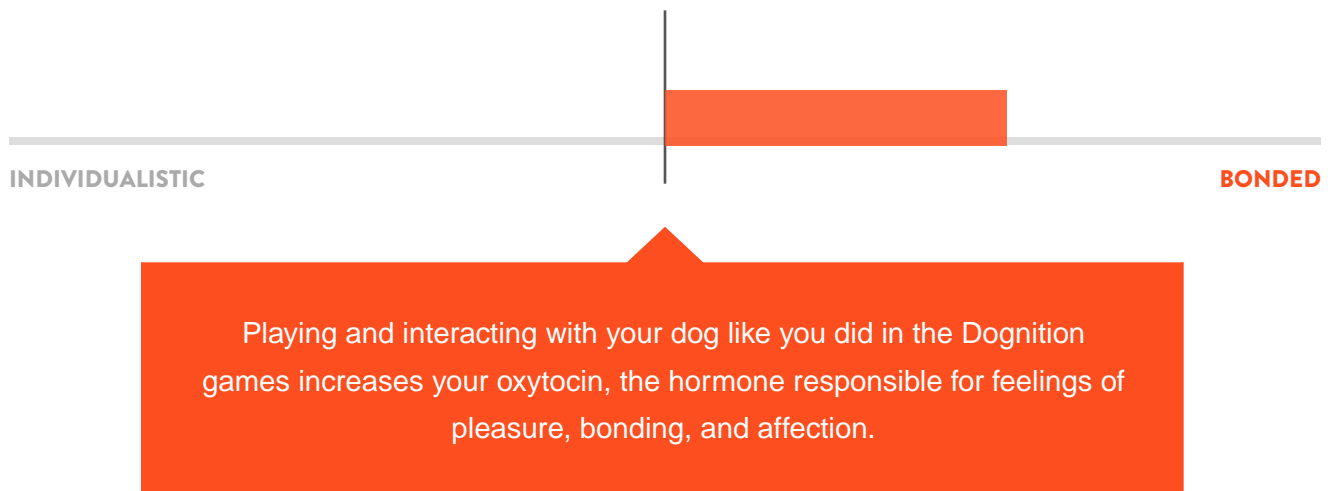 INDIVIDUALISTIC
BONDED
Playing and interacting with your dog like you did in the Dognition
games increases your oxytocin, the hormone responsible for feelings of
pleasure, bonding, and affection.